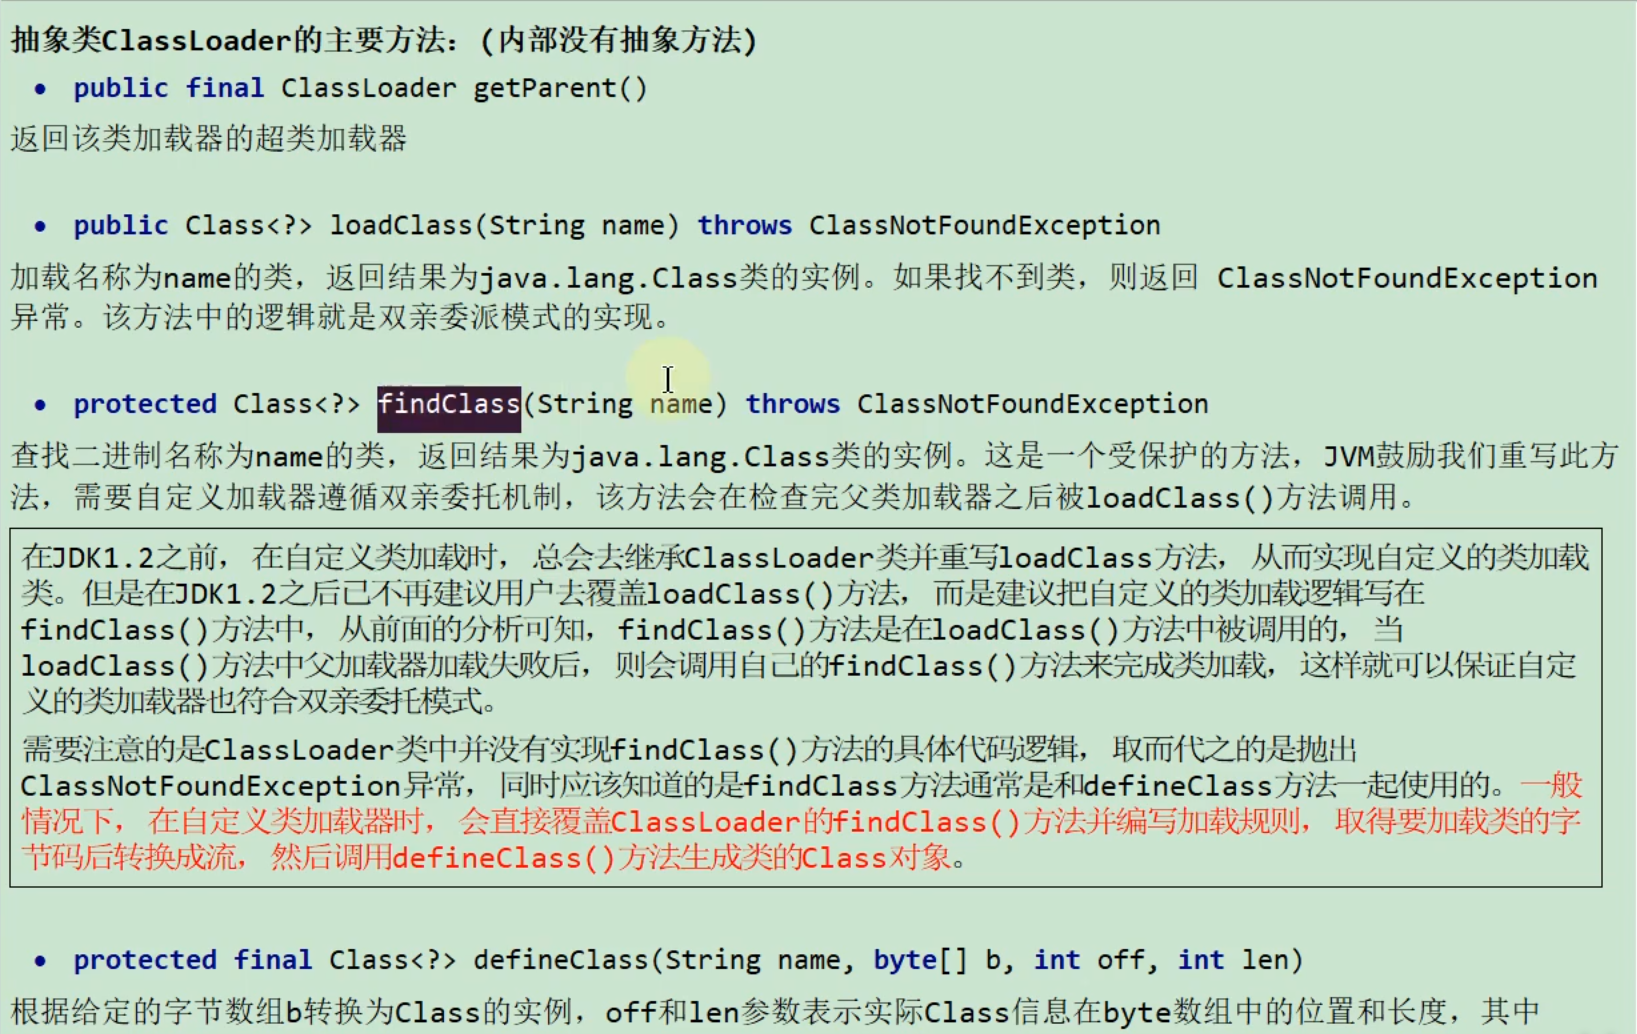 抽象类ClassLoader的主要方法：(内部没有抽象方法)
• public final ClassLoader getParent()
返回该类加载器的超类加载器
• public Class<?> loadClass(String name) throws ClassNotFoundException
加载名称为name的类，返回结果为java.lang.Class类的实例。如果找不到类，则返回 ClassNotFoundException
异常。该方法中的逻辑就是双亲委派模式的实现。
• protected Class<?> findClass(String name) throws ClassNotFoundException
查找二进制名称为name的类，返回结果为java.lang.Class类的实例。这是一个受保护的方法，JVM鼓励我们重写此方
法，需要自定义加载器遵循双亲委托机制，该方法会在检查完父类加载器之后被loadClass()方法调用。
在JDK1.2之前，在自定义类加载时，总会去继承ClassLoader类并重写loadClass方法，从而实现自定义的类加载
类。但是在JDK1.2之后已不再建议用户去覆盖loadClass()方法，而是建议把自定义的类加载逻辑写在
findClass()方法中，从前面的分析可知，findClass()方法是在loadClass()方法中被调用的，当
loadClass()方法中父加载器加载失败后，则会调用自己的findClass()方法来完成类加载，这样就可以保证自定
义的类加载器也符合双亲委托模式。
需要注意的是ClassLoader类中并没有实现findClass()方法的具体代码逻辑，取而代之的是抛出
ClassNotFoundException异常，同时应该知道的是findClass方法通常是和defineClass方法一起使用的。一般
情况下，在自定义类加载器时，会直接覆盖ClassLoader的findClass()方法并编写加载规则，取得要加载类的字
节码后转换成流，然后调用defineClass()方法生成类的Class对象。
• protected final Class<?> defineClass(String name, byte[] b, int off, int len)
根据给定的字节数组b转换为Class的实例，off和len参数表示实际Class信息在byte数组中的位置和长度，其中